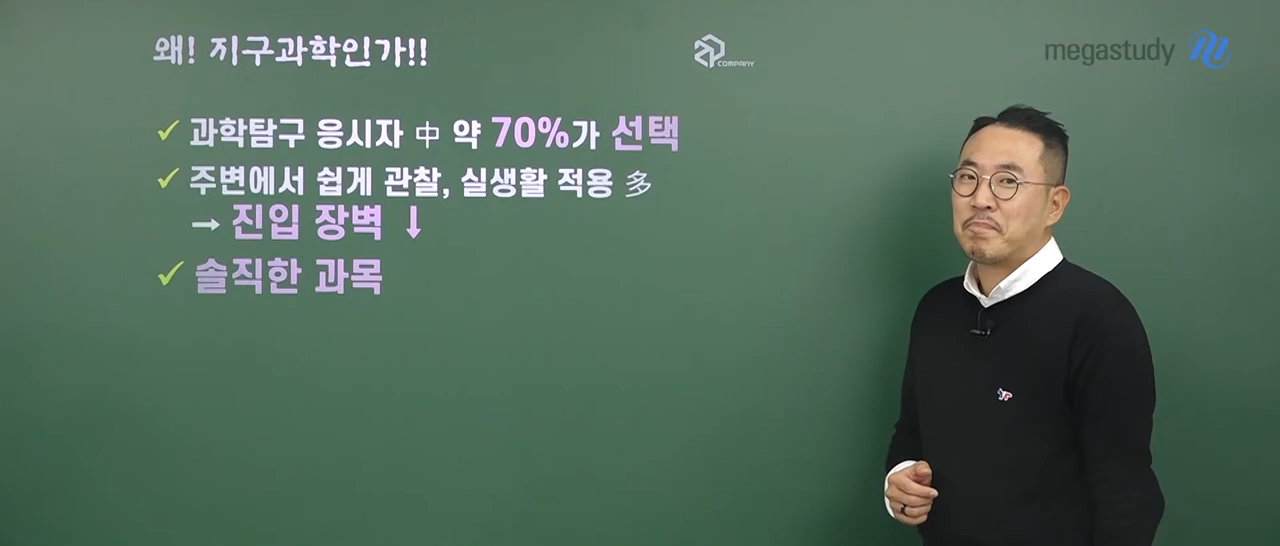 왜! 지구과학인가!!
COMPANY
megastudy
✓ 과학탐구 응시자 中 약 70%가 선택
✓ 주변에서 쉽게 관찰, 실생활 적용 多
→ 진입 장벽 ↓
✓ 솔직한 과목